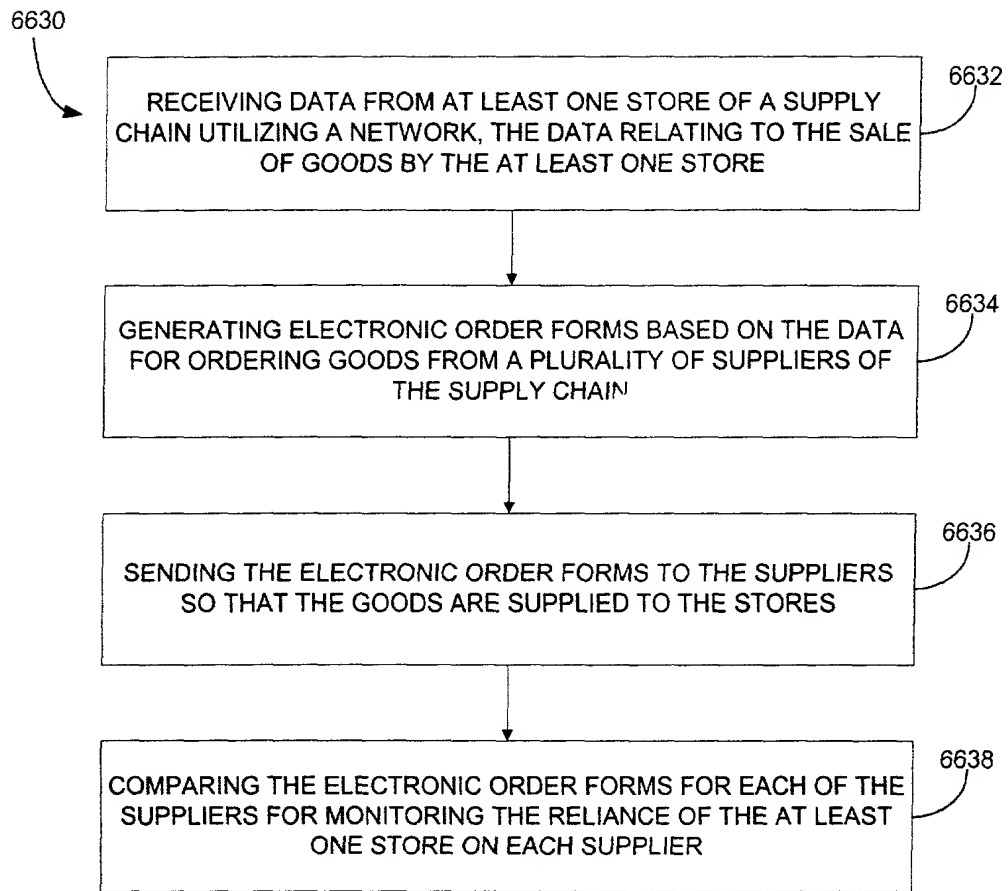 6630
6632
RECEIVING DATA FROM AT LEAST ONE STORE OF A SUPPLY
CHAIN UTILIZING A NETWORK, THE DATA RELATING TO THE SALE
OF GOODS BY THE AT LEAST ONE STORE
6634
GENERATING ELECTRONIC ORDER FORMS BASED ON THE DATA
FOR ORDERING GOODS FROM A PLURALITY OF SUPPLIERS OF
THE SUPPLY CHAIN
6636
SENDING THE ELECTRONIC ORDER FORMS TO THE SUPPLIERS
SO THAT THE GOODS ARE SUPPLIED TO THE STORES
6638
COMPARING THE ELECTRONIC ORDER FORMS FOR EACH OF THE
SUPPLIERS FOR MONITORING THE RELIANCE OF THE AT LEAST
ONE STORE ON EACH SUPPLIER